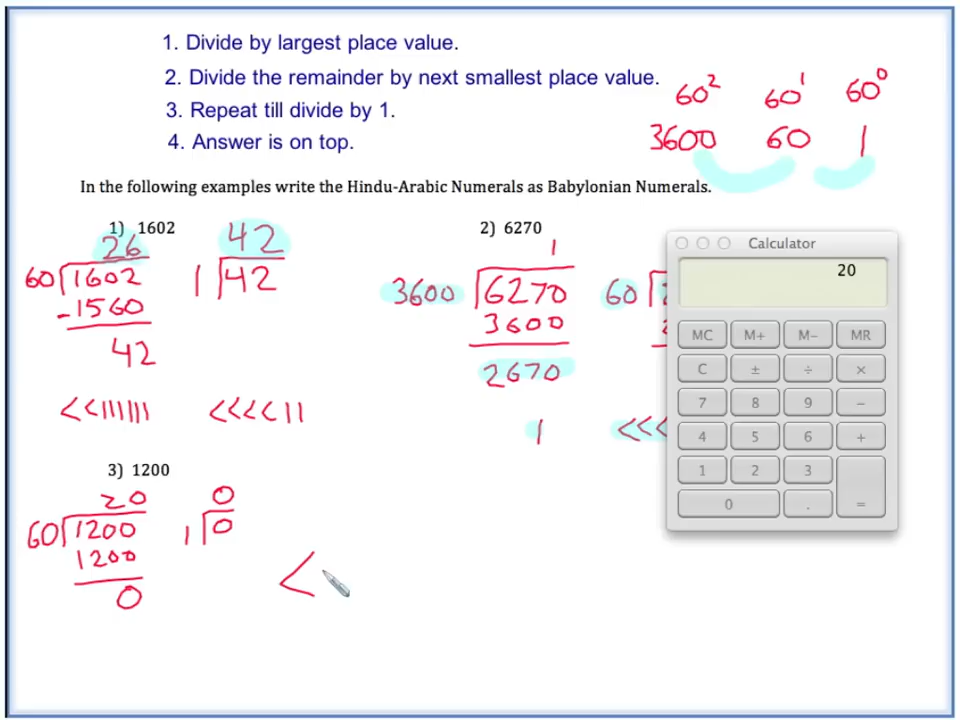 1. Divide by largest place value.
2. Divide the remainder by next smallest place value.
3. Repeat till divide by 1.
4. Answer is on top.
60² 60¹ 60⁰
3600 60 1
In the following examples write the Hindu-Arabic Numerals as Babylonian Numerals.
1) 1602
26 42
60 1602 1 42
-1560
42
<<|||||| <<<<||
2) 6270
1
3600 6270 60
3600
2670
1 <<<
3) 1200
20 0
60 1200 1 0
1200
0
<
Calculator
20
MC M+ M− MR
C ± ÷ ×
7 8 9 −
4 5 6 +
1 2 3
0 . =